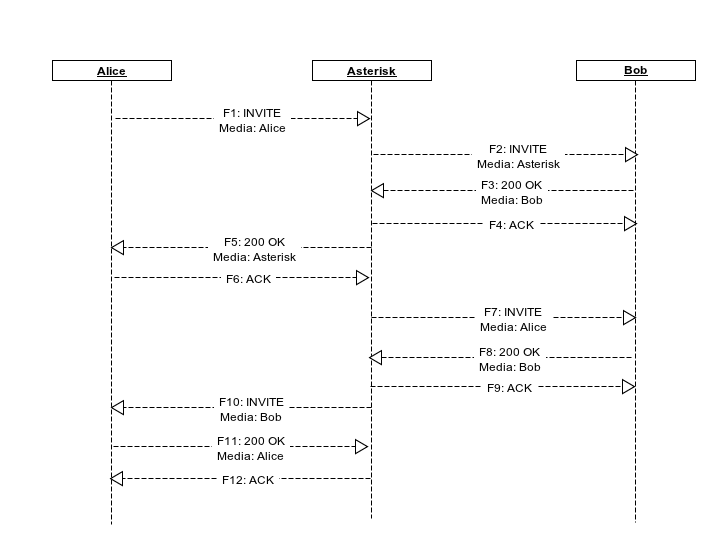 Alice
Asterisk
Bob
F1: INVITE
Media: Alice
F2: INVITE
Media: Asterisk
F3: 200 OK
Media: Bob
F4: ACK
F5: 200 OK
Media: Asterisk
F6: ACK
F7: INVITE
Media: Alice
F8: 200 OK
Media: Bob
F9: ACK
F10: INVITE
Media: Bob
F11: 200 OK
Media: Alice
F12: ACK